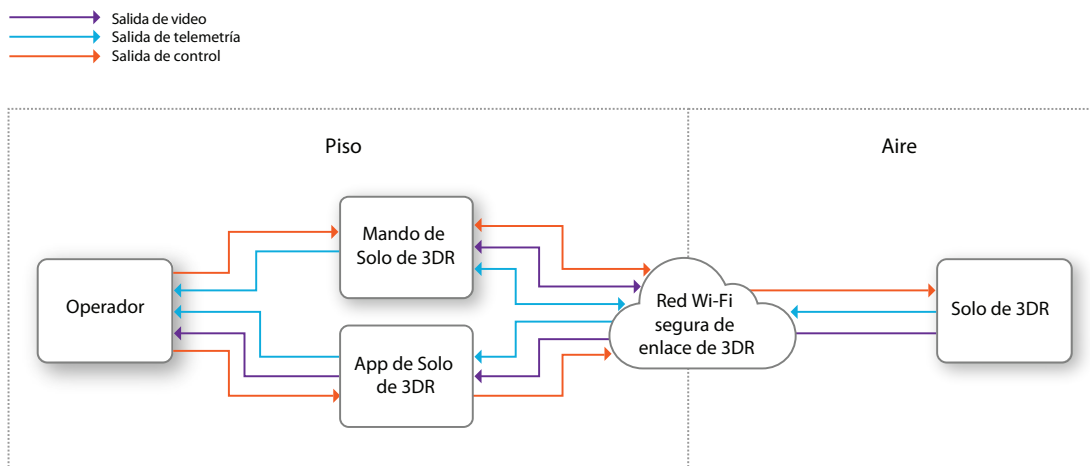 Salida de video
Salida de telemetría
Salida de control
Piso
Aire
Mando de
Solo de 3DR
Operador
Red Wi-Fi
segura de
enlace de 3DR
Solo de 3DR
App de Solo
de 3DR